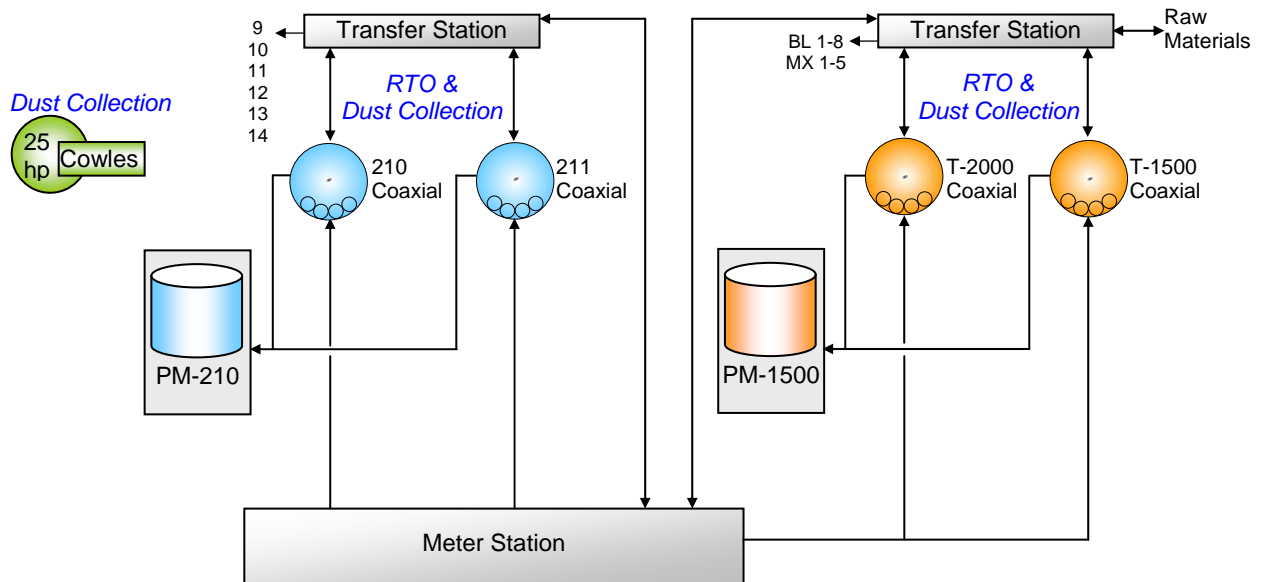 9
10
11
12
13
14
Transfer Station
RTO &
Dust Collection
Dust Collection
25
hp
Cowles
210
Coaxial
211
Coaxial
PM-210
BL 1-8
MX 1-5
Transfer Station
Raw
Materials
RTO &
Dust Collection
T-2000
Coaxial
T-1500
Coaxial
PM-1500
Meter Station